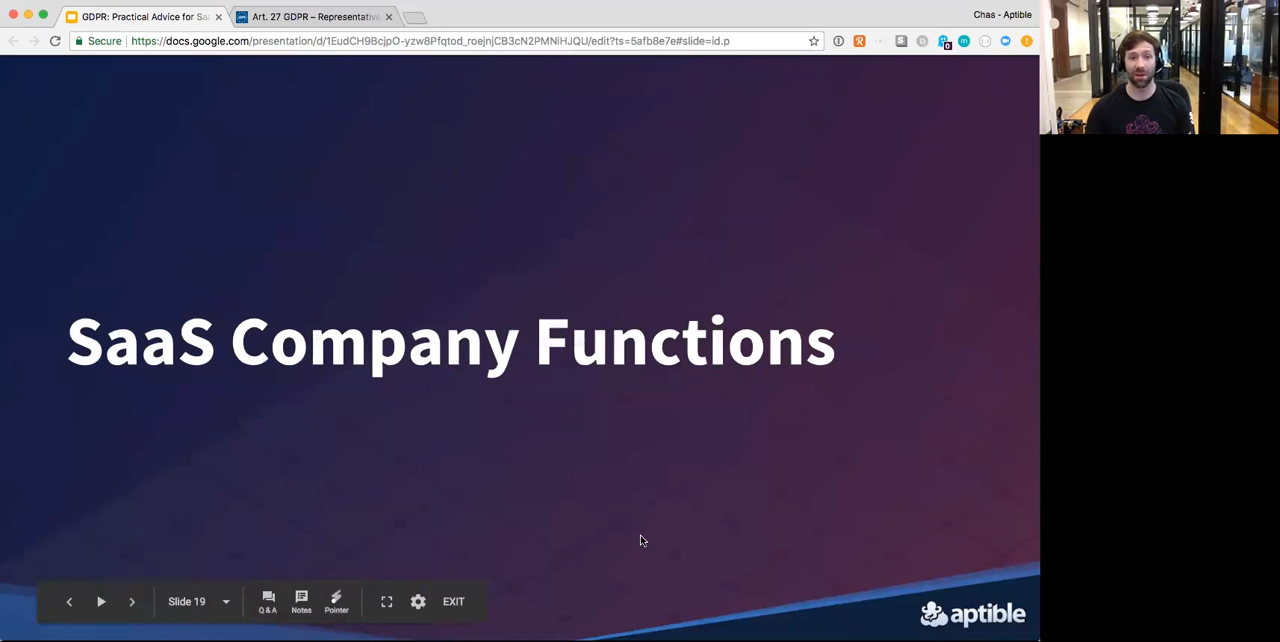 GDPR: Practical Advice for Sa
Art. 27 GDPR – Representative
Chas - Aptible
Secure
https://docs.google.com/presentation/d/1EudCH9BcjpO-yzw8Pfqtod_roejnjCB3cN2PMNiHJQU/edit?ts=5afb8e7e#slide=id.p
SaaS Company Functions
Slide 19
Q & A
Notes
Pointer
EXIT
aptible